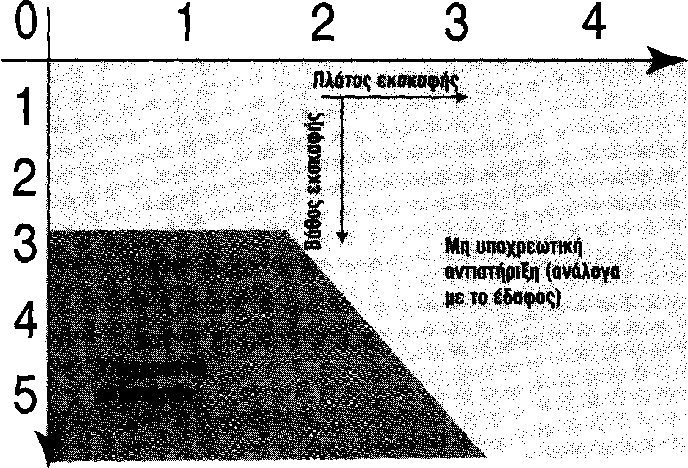 0 1 2 3 4
1
2
3
4
5
Πλάτος εκσκαφής
Βάθος εκσκαφής
Μη υποχρεωτική
αντιστήριξη (ανάλογα
με το έδαφος)